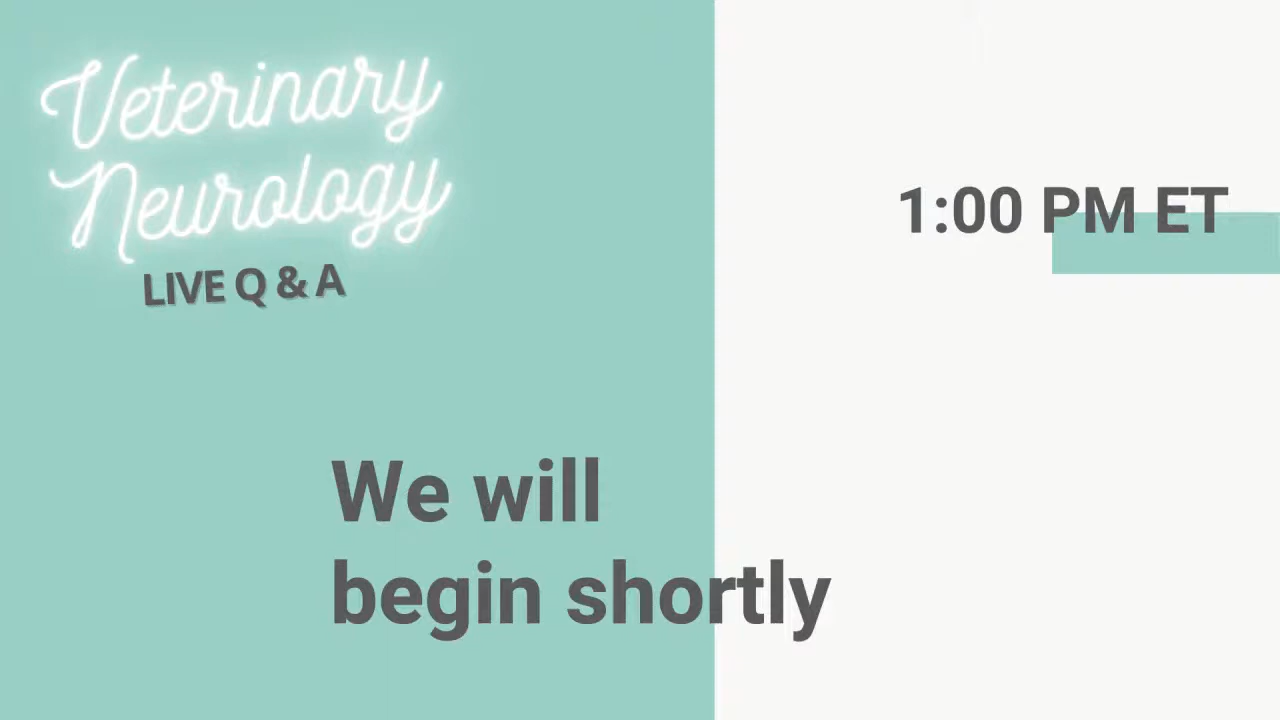 Veterinary
Neurology
LIVE Q & A
1:00 PM ET
We will
begin shortly